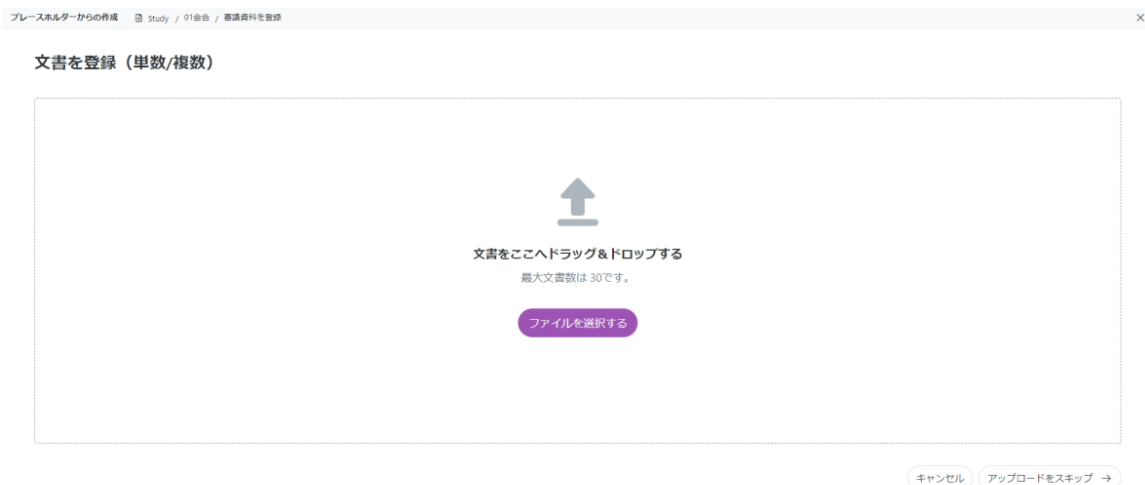 プレースホルダーからの作成 Study / 01会合 / 審議資料を登録
文書を登録（単数/複数）
文書をここへドラッグ&ドロップする
最大文書数は 30です。
ファイルを選択する
キャンセル アップロードをスキップ →